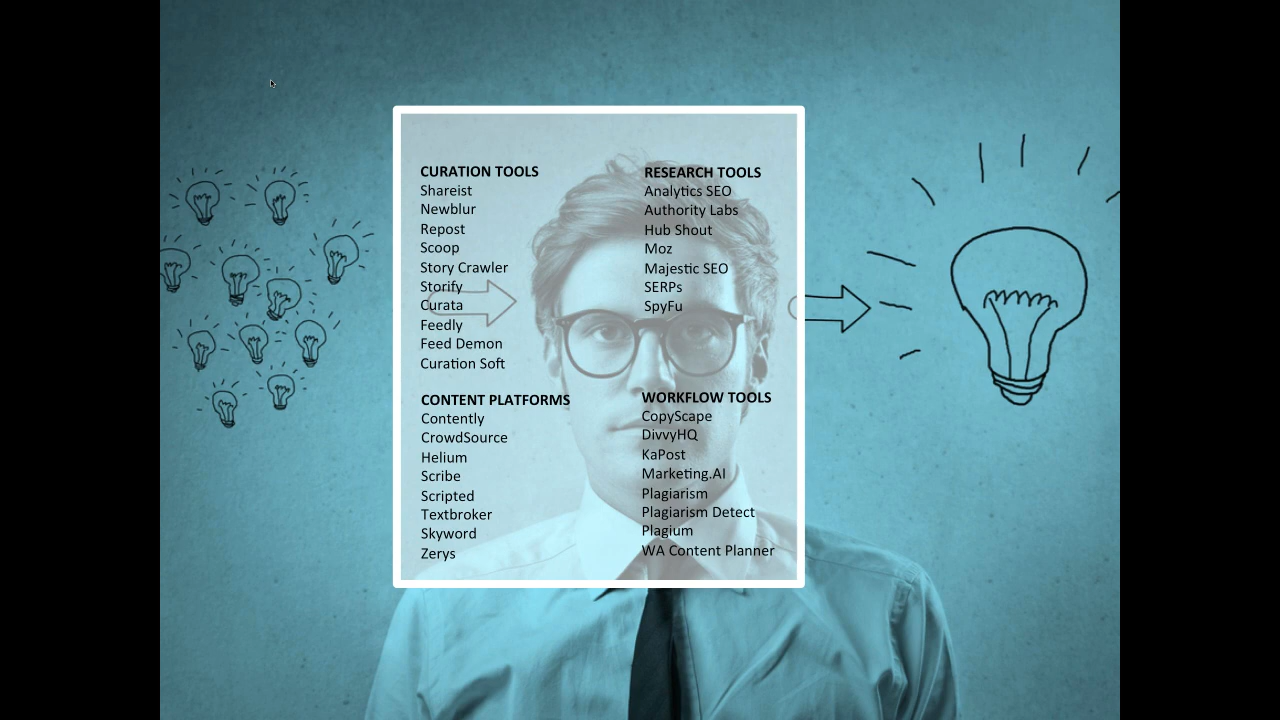 CURATION TOOLS
Shareist
Newblur
Repost
Scoop
Story Crawler
Storify
Curata
Feedly
Feed Demon
Curation Soft
RESEARCH TOOLS
Analytics SEO
Authority Labs
Hub Shout
Moz
Majestic SEO
SERPs
SpyFu
CONTENT PLATFORMS
Contently
CrowdSource
Helium
Scribe
Scripted
Textbroker
Skyword
Zerys
WORKFLOW TOOLS
CopyScape
DivvyHQ
KaPost
Marketing.AI
Plagiarism
Plagiarism Detect
Plagium
WA Content Planner